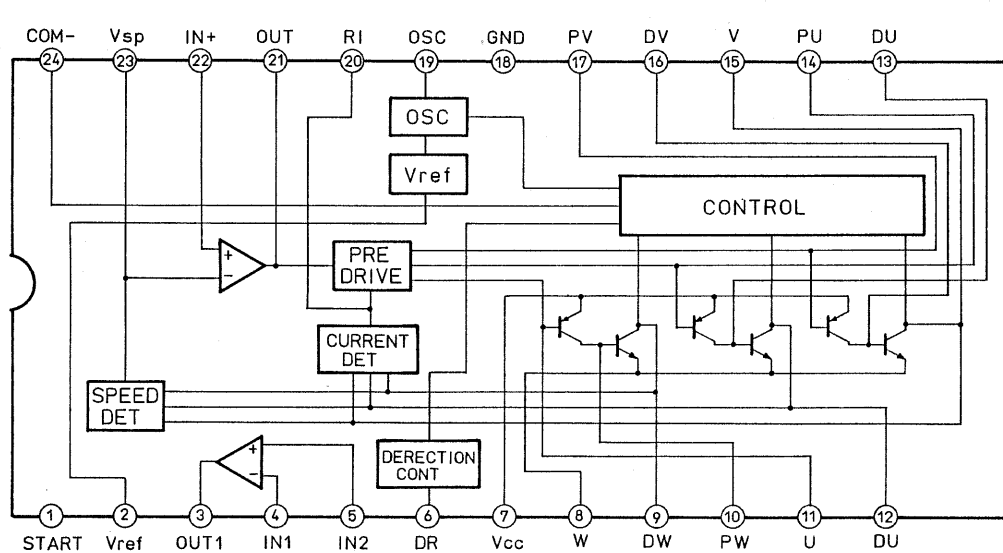 COM- Vsp IN+ OUT RI OSC GND PV DV V PU DU
24 23 22 21 20 19 18 17 16 15 14 13
OSC
Vref
CONTROL
+
-
PRE
DRIVE
CURRENT
DET
SPEED
DET
+
-
DERECTION
CONT
1 2 3 4 5 6 7 8 9 10 11 12
START Vref OUT1 IN1 IN2 DR Vcc W DW PW U DU